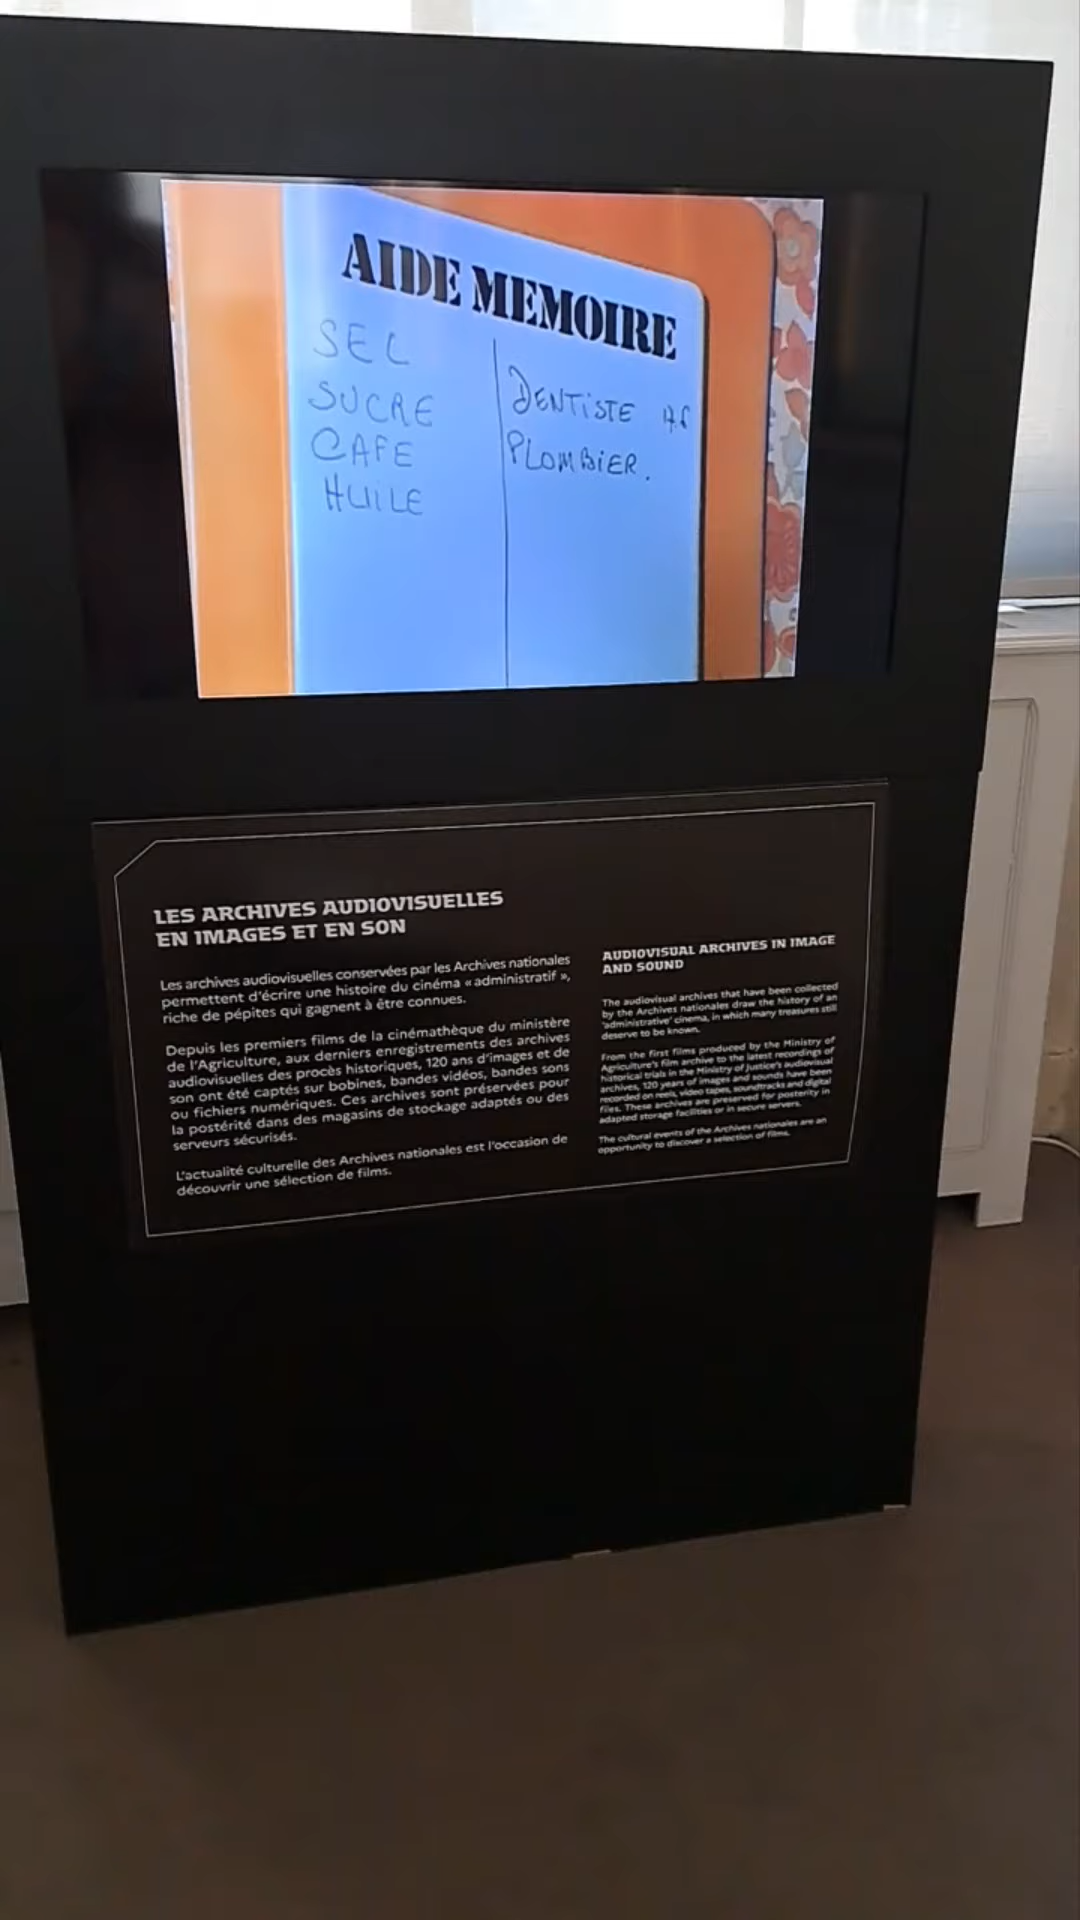 AIDE MEMOIRE
SEL
SUCRE
CAFE
HUILE
DENTiSTE
PLOMBiER.
LES ARCHIVES AUDIOVISUELLES
EN IMAGES ET EN SON
Les archives audiovisuelles conservées par les Archives nationales
permettent d'écrire une histoire du cinéma « administratif »,
riche de pépites qui gagnent à être connues.
Depuis les premiers films de la cinémathèque du ministère
de l'Agriculture, aux derniers enregistrements des archives
audiovisuelles des procès historiques, 120 ans d'images et de
son ont été captés sur bobines, bandes vidéos, bandes sons
ou fichiers numériques. Ces archives sont préservées pour
la postérité dans des magasins de stockage adaptés ou des
serveurs sécurisés.
L'actualité culturelle des Archives nationales est l'occasion de
découvrir une sélection de films.
AUDIOVISUAL ARCHIVES IN IMAGE
AND SOUND
The audiovisual archives that have been collected
by the Archives nationales draw the history of an
'administrative' cinema, in which many treasures still
deserve to be known.
From the first films produced by the Ministry of
Agriculture's film archive to the latest recordings of
historical trials in the Ministry of Justice's audiovisual
archives, 120 years of images and sounds have been
recorded on reels, video tapes, soundtracks and digital
files. These archives are preserved for posterity in
adapted storage facilities or in secure servers.
The cultural events of the Archives nationales are an
opportunity to discover a selection of films.